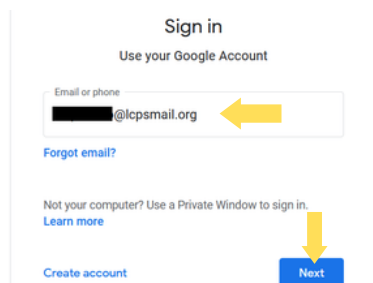 Sign in
Use your Google Account
Email or phone
@lcpsmail.org
Forgot email?
Not your computer? Use a Private Window to sign in.
Learn more
Create account
Next